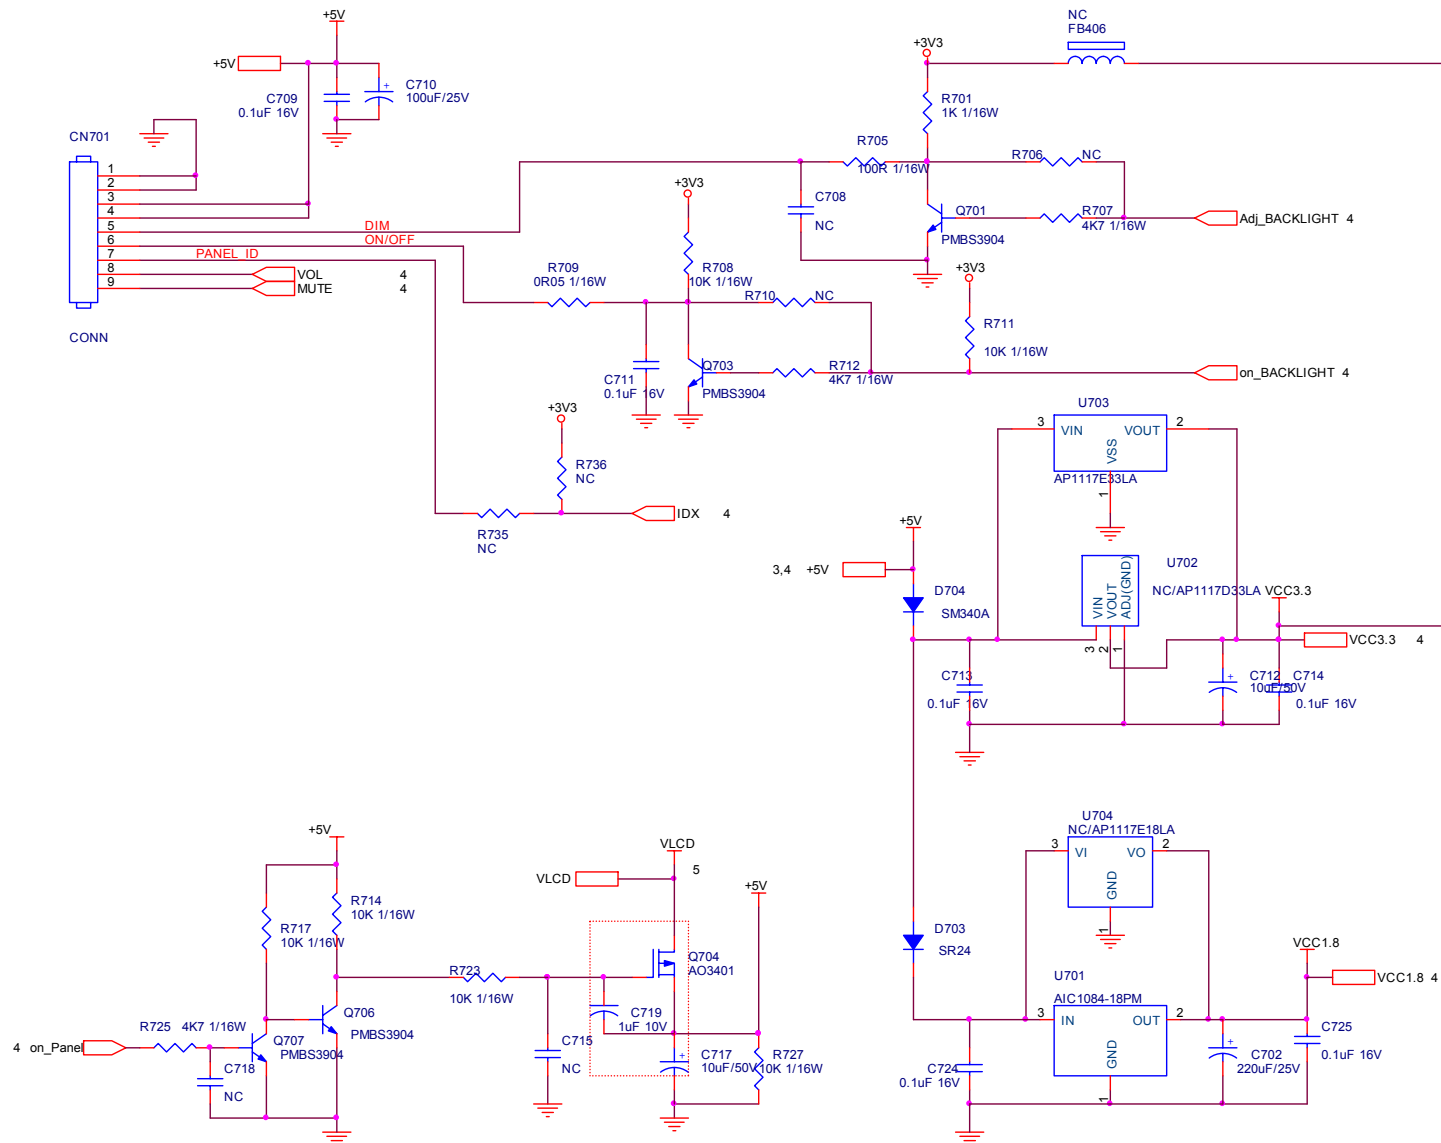 +5V
NC
FB406
+3V3
+5V
C709
0.1uF 16V
+
C710
100uF/25V
R701
1K 1/16W
CN701
1
2
3
4
5
6
7
8
9
CONN
DIM
ON/OFF
PANEL_ID
VOL 4
MUTE 4
R705
100R 1/16W
R706 NC
C708
NC
Q701
PMBS3904
R707
4K7 1/16W
Adj_BACKLIGHT 4
+3V3
R709
0R05 1/16W
R708
10K 1/16W
R710 NC
+3V3
R711
10K 1/16W
C711
0.1uF 16V
Q703
PMBS3904
R712
4K7 1/16W
on_BACKLIGHT 4
+3V3
R736
NC
R735
NC
IDX 4
U703
3
VIN
VOUT
2
VSS
AP1117E33LA
1
+5V
3,4 +5V
D704
SM340A
U702
NC/AP1117D33LA
VIN
VOUT
ADJ(GND)
3
2
1
VCC3.3
VCC3.3 4
C713
0.1uF 16V
+
C712
10uF/50V
C714
0.1uF 16V
U704
NC/AP1117E18LA
3
VI
VO
2
GND
1
D703
SR24
U701
AIC1084-18PM
3
IN
OUT
2
GND
1
VCC1.8
VCC1.8 4
C724
0.1uF 16V
+
C702
220uF/25V
C725
0.1uF 16V
+5V
R714
10K 1/16W
R717
10K 1/16W
R725 4K7 1/16W
4 on_Panel
Q707
PMBS3904
Q706
PMBS3904
C718
NC
R723
10K 1/16W
VLCD
VLCD
5
+5V
Q704
AO3401
C719
1uF 10V
C715
NC
+
C717
10uF/50V
R727
10K 1/16W